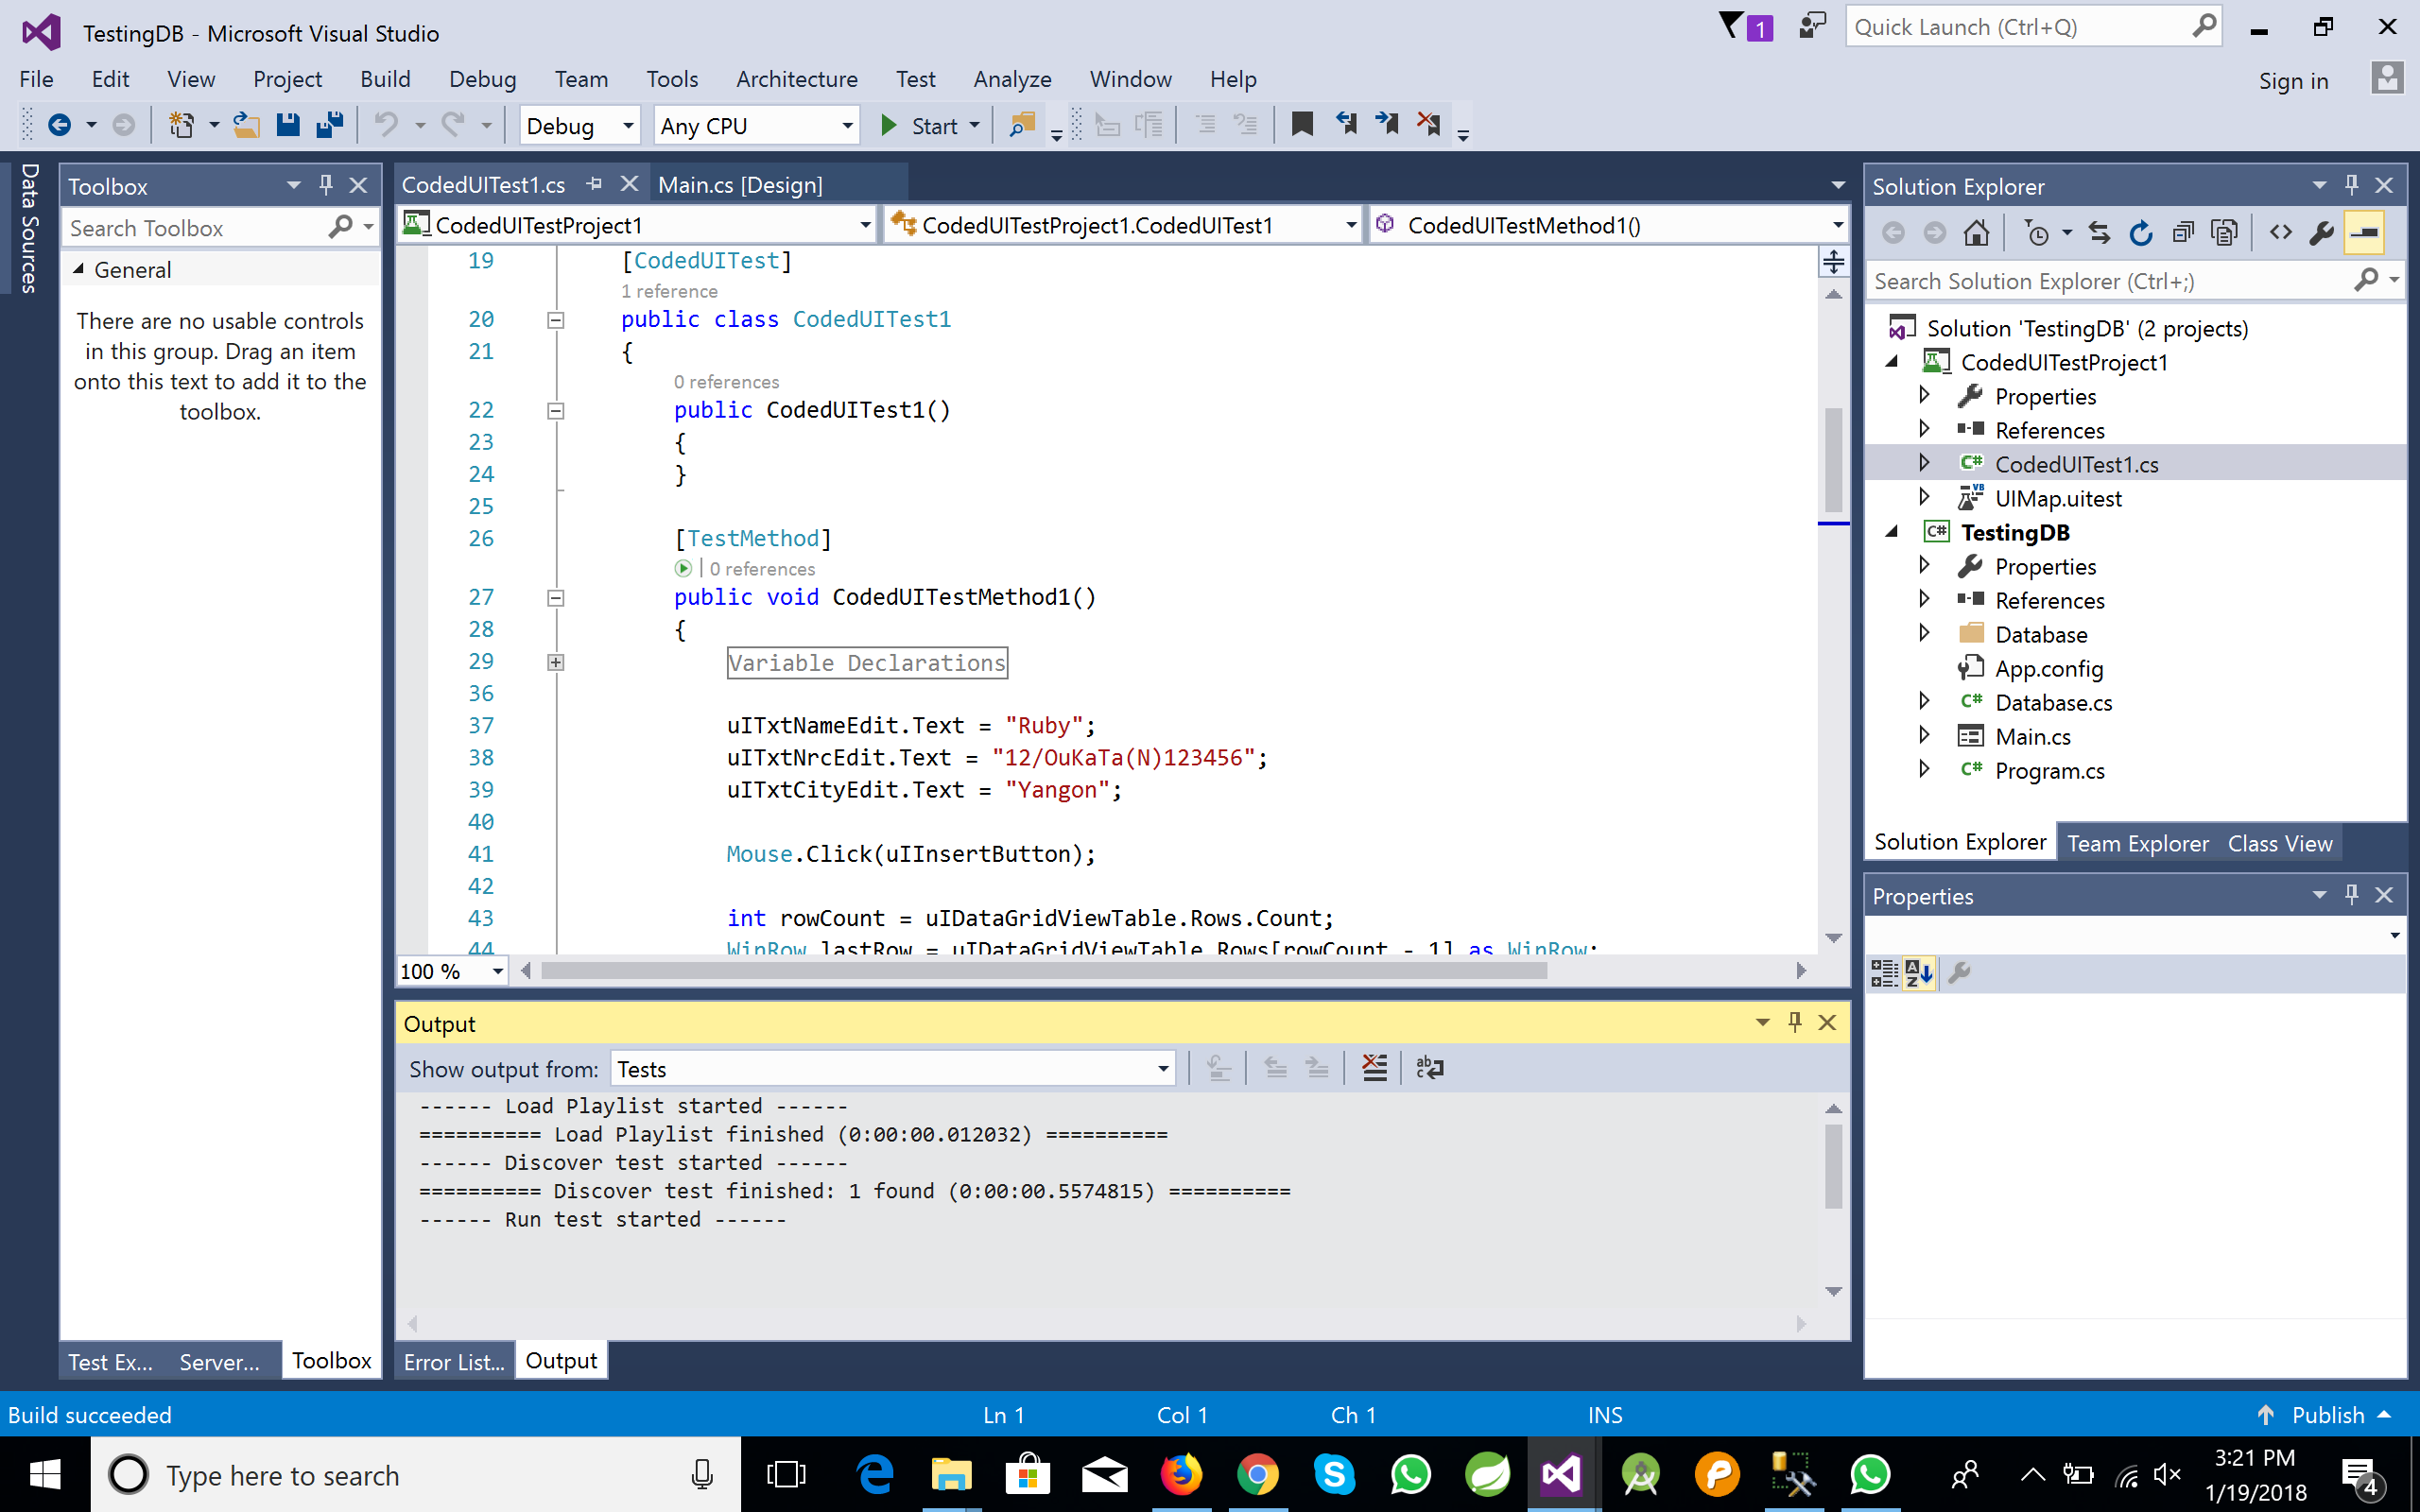 TestingDB - Microsoft Visual Studio
1
Quick Launch (Ctrl+Q)
File Edit View Project Build Debug Team Tools Architecture Test Analyze Window Help
Sign in
Debug Any CPU Start
Data Sources
Toolbox
Search Toolbox
General
There are no usable controls
in this group. Drag an item
onto this text to add it to the
toolbox.
Test Ex... Server... Toolbox
CodedUITest1.cs Main.cs [Design]
CodedUITestProject1 CodedUITestProject1.CodedUITest1 CodedUITestMethod1()
19 [CodedUITest]
1 reference
20 public class CodedUITest1
21 {
0 references
22 public CodedUITest1()
23 {
24 }
25
26 [TestMethod]
0 references
27 public void CodedUITestMethod1()
28 {
29 Variable Declarations
36
37 uITxtNameEdit.Text = "Ruby";
38 uITxtNrcEdit.Text = "12/OuKaTa(N)123456";
39 uITxtCityEdit.Text = "Yangon";
40
41 Mouse.Click(uIInsertButton);
42
43 int rowCount = uIDataGridViewTable.Rows.Count;
44 WinRow lastRow = uIDataGridViewTable.Rows[rowCount - 1] as WinRow;
100 %
Output
Show output from: Tests
------ Load Playlist started ------
========== Load Playlist finished (0:00:00.012032) ==========
------ Discover test started ------
========== Discover test finished: 1 found (0:00:00.5574815) ==========
------ Run test started ------
Error List... Output
Solution Explorer
Search Solution Explorer (Ctrl+;)
Solution 'TestingDB' (2 projects)
CodedUITestProject1
Properties
References
C# CodedUITest1.cs
VB UIMap.uitest
C# TestingDB
Properties
References
Database
App.config
C# Database.cs
Main.cs
C# Program.cs
Solution Explorer Team Explorer Class View
Properties
Build succeeded Ln 1 Col 1 Ch 1 INS Publish
Type here to search
3:21 PM
1/19/2018
4